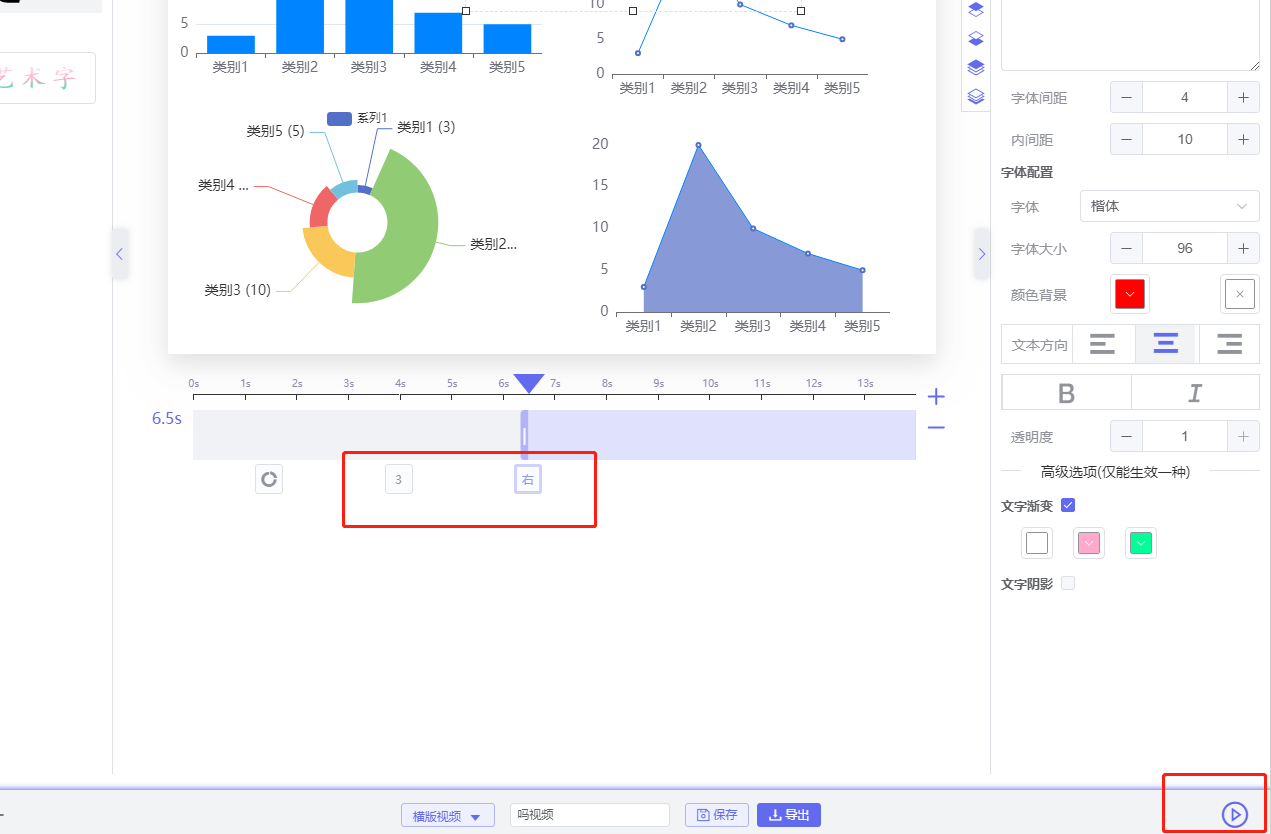 艺术字
5
0
类别1 类别2 类别3 类别4 类别5
10
5
0
类别1 类别2 类别3 类别4 类别5
系列1
类别5 (5)
类别1 (3)
类别4 ...
类别2...
类别3 (10)
20
15
10
5
0
类别1 类别2 类别3 类别4 类别5
0s 1s 2s 3s 4s 5s 6s 7s 8s 9s 10s 11s 12s 13s
6.5s
3
右
字体间距 4
内间距 10
字体配置
字体 楷体
字体大小 96
颜色背景
文本方向
B I
透明度 1
高级选项(仅能生效一种)
文字渐变
文字阴影
横版视频 吗视频 保存 导出